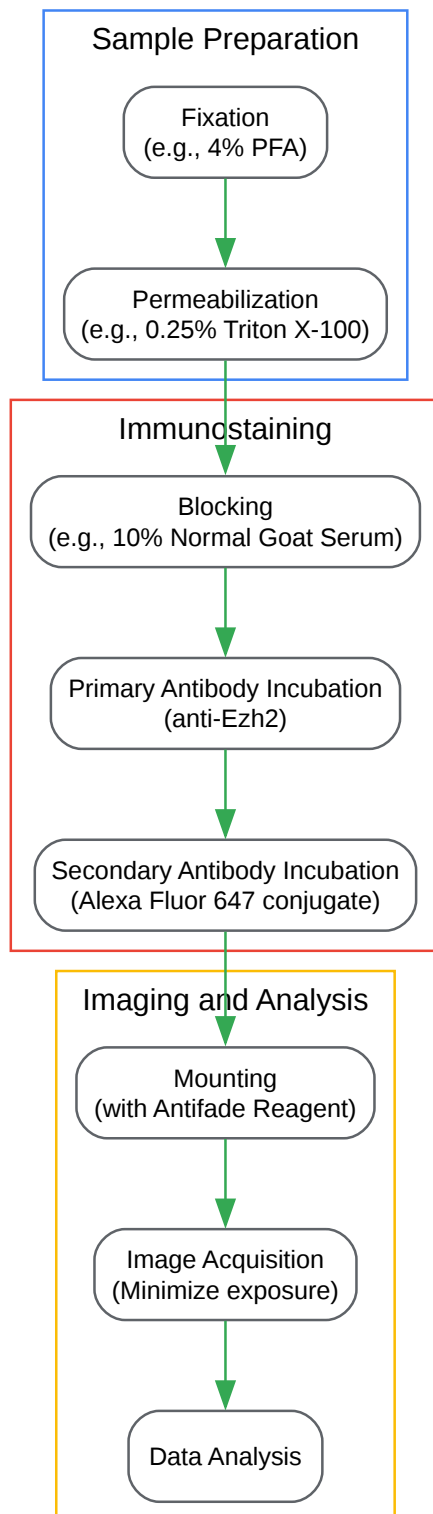 Sample Preparation
Fixation
(e.g., 4% PFA)
Permeabilization
(e.g., 0.25% Triton X-100)
Immunostaining
Blocking
(e.g., 10% Normal Goat Serum)
Primary Antibody Incubation
(anti-Ezh2)
Secondary Antibody Incubation
(Alexa Fluor 647 conjugate)
Imaging and Analysis
Mounting
(with Antifade Reagent)
Image Acquisition
(Minimize exposure)
Data Analysis